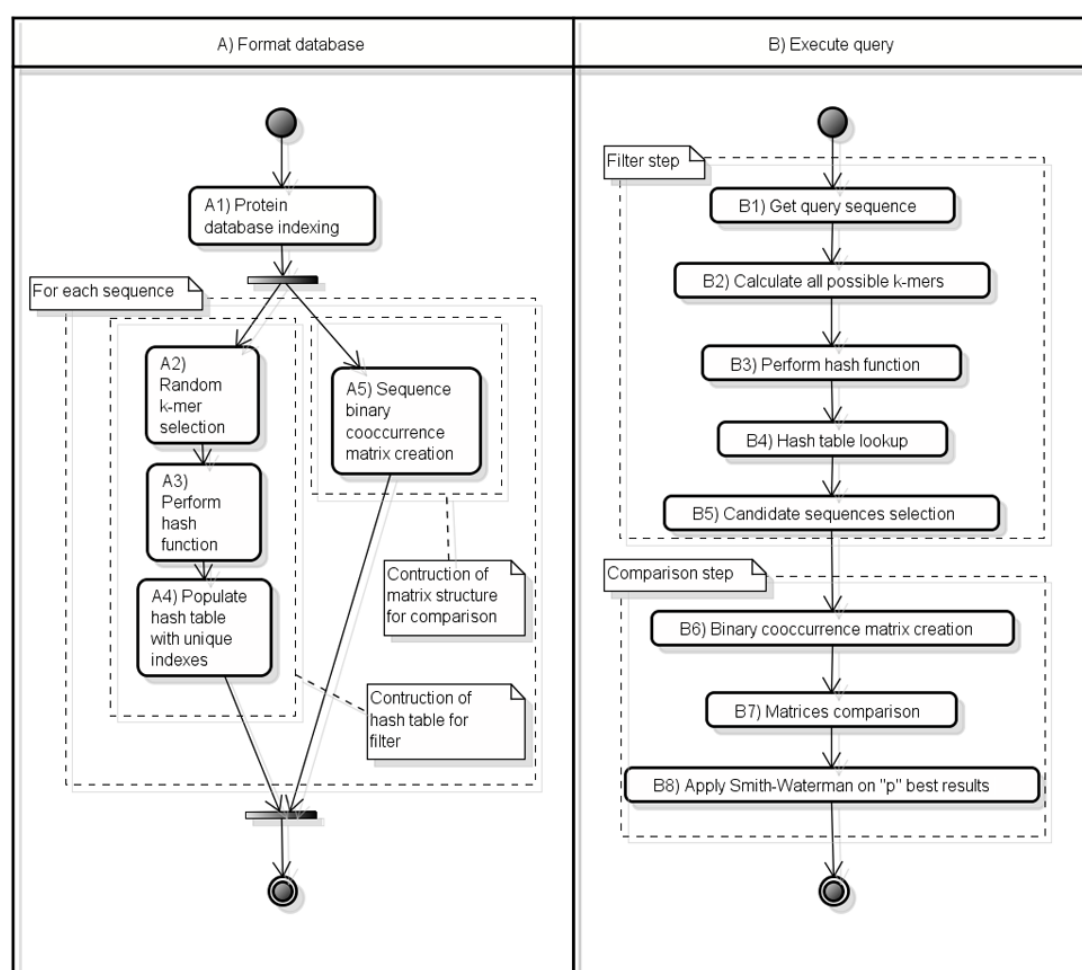 A) Format database
B) Execute query
A1) Protein
database indexing
For each sequence
A2)
Random
k-mer
selection
A3)
Perform
hash
function
A4) Populate
hash table
with unique
indexes
A5) Sequence
binary
cooccurrence
matrix creation
Contruction of
matrix structure
for comparison
Contruction of
hash table for
filter
Filter step
B1) Get query sequence
B2) Calculate all possible k-mers
B3) Perform hash function
B4) Hash table lookup
B5) Candidate sequences selection
Comparison step
B6) Binary cooccurrence matrix creation
B7) Matrices comparison
B8) Apply Smith-Waterman on "p" best results